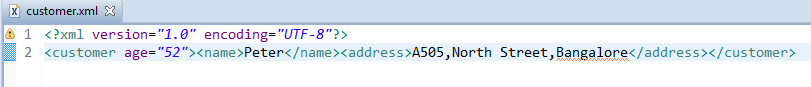 customer.xml
1 <?xml version="1.0" encoding="UTF-8"?>
2 <customer age="52"><name>Peter</name><address>A505,North Street,Bangalore</address></customer>